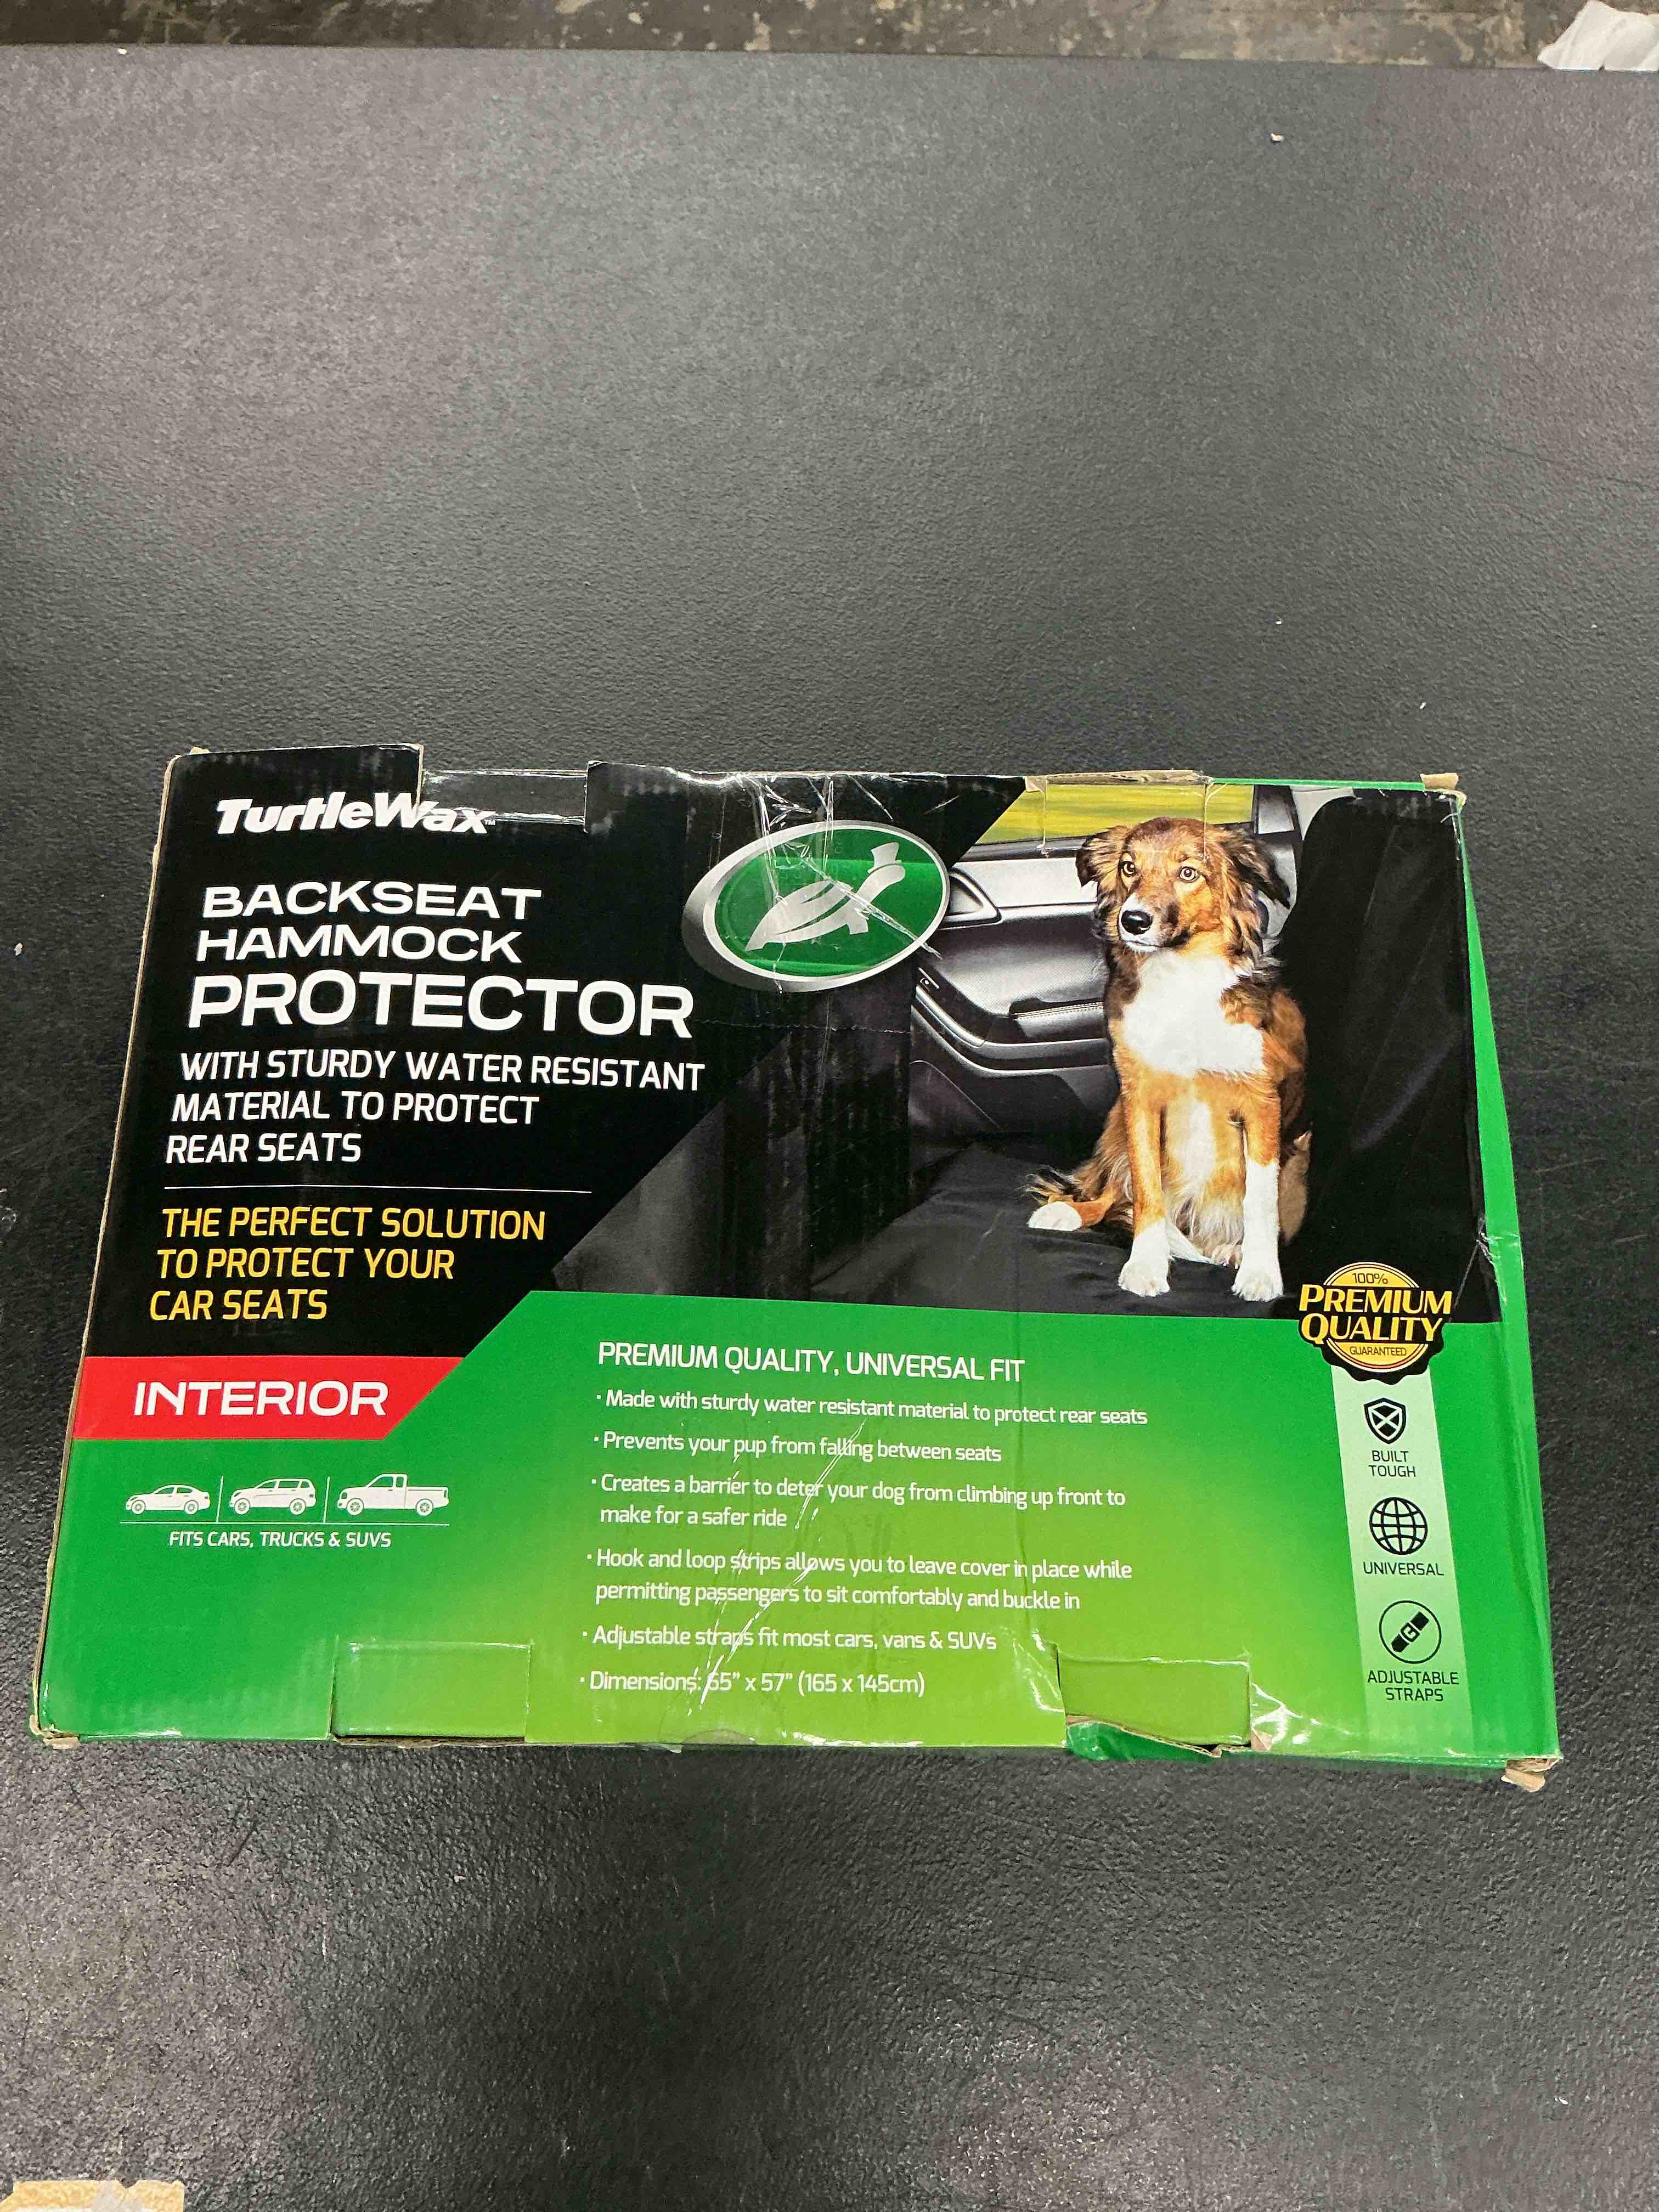 TurtleWax™
BACKSEAT
HAMMOCK
PROTECTOR
WITH STURDY WATER RESISTANT
MATERIAL TO PROTECT
REAR SEATS
THE PERFECT SOLUTION
TO PROTECT YOUR
CAR SEATS
INTERIOR
FITS CARS, TRUCKS & SUVS
PREMIUM QUALITY, UNIVERSAL FIT
· Made with sturdy water resistant material to protect rear seats
· Prevents your pup from falling between seats
· Creates a barrier to deter your dog from climbing up front to
make for a safer ride
· Hook and loop strips allows you to leave cover in place while
permitting passengers to sit comfortably and buckle in
· Adjustable straps fit most cars, vans & SUVs
· Dimensions: 65" x 57" (165 x 145cm)
100%
PREMIUM
QUALITY
GUARANTEED
BUILT
TOUGH
UNIVERSAL
ADJUSTABLE
STRAPS